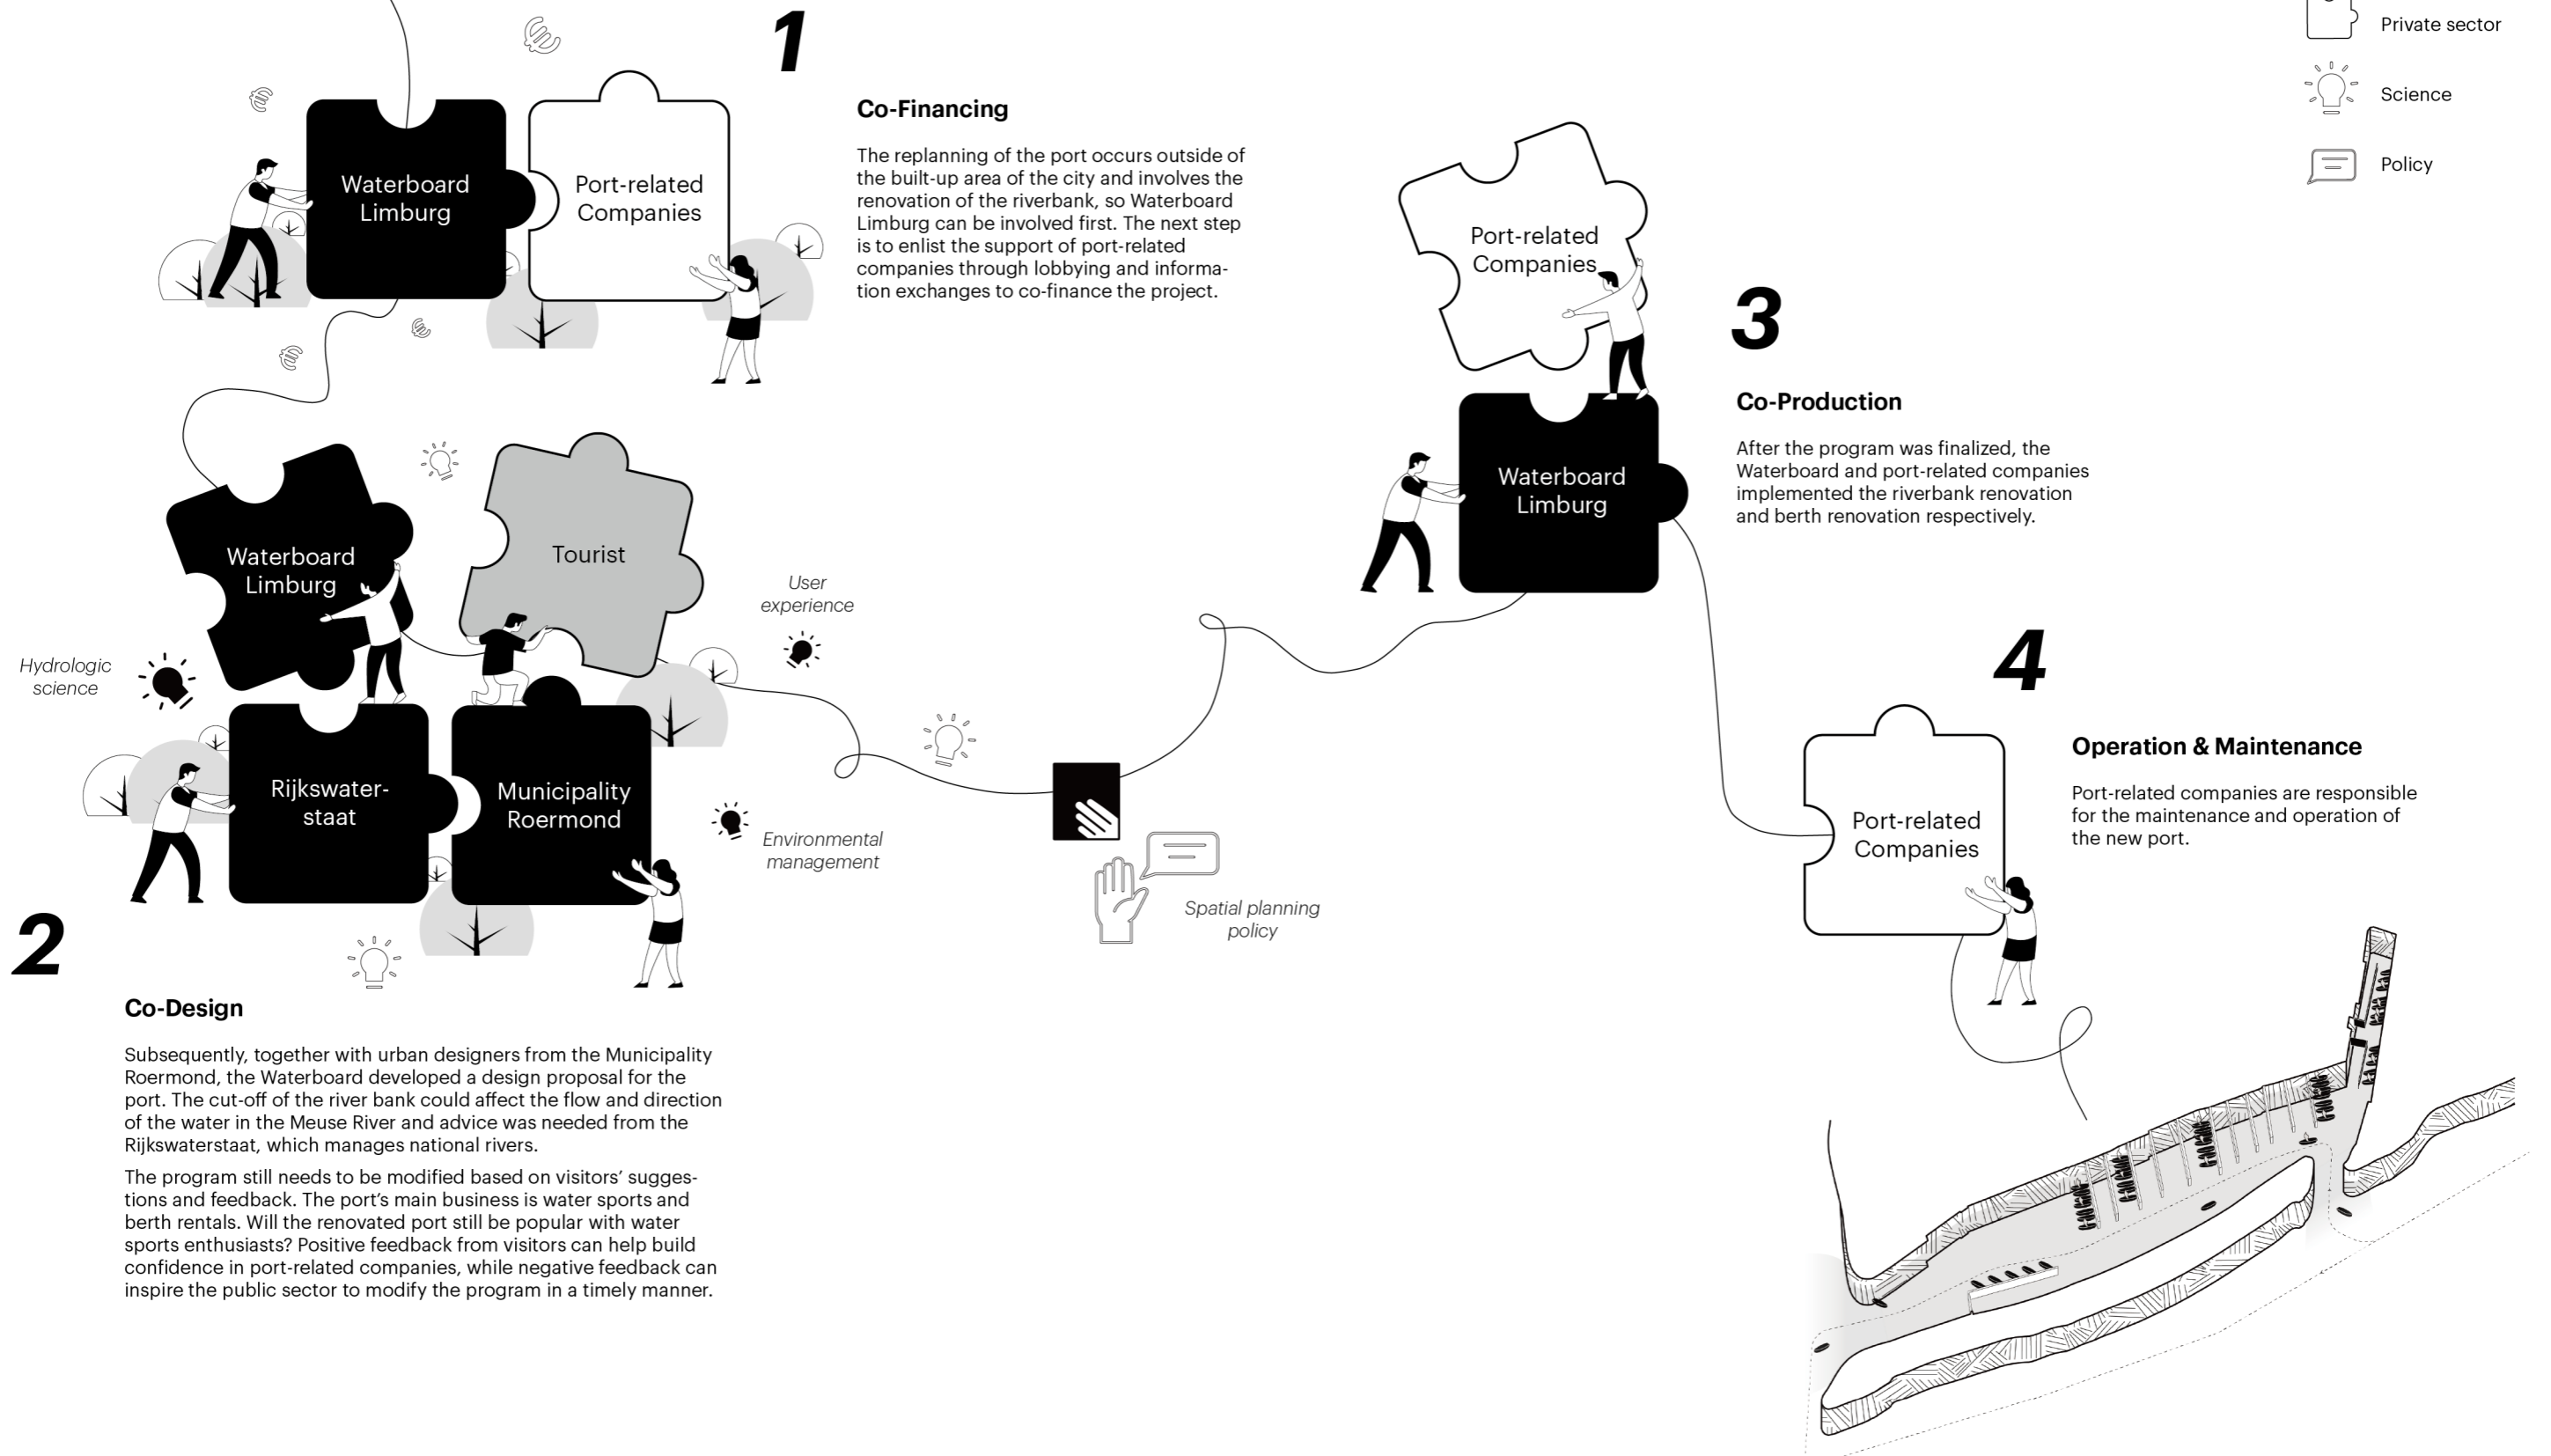 1
Waterboard
Limburg
Port-related
Companies
Co-Financing
The replanning of the port occurs outside of
the built-up area of the city and involves the
renovation of the riverbank, so Waterboard
Limburg can be involved first. The next step
is to enlist the support of port-related
companies through lobbying and informa-
tion exchanges to co-finance the project.
€
€
€
€
Waterboard
Limburg
Tourist
User
experience
Hydrologic
science
Rijkswater-
staat
Municipality
Roermond
Environmental
management
2
Co-Design
Subsequently, together with urban designers from the Municipality
Roermond, the Waterboard developed a design proposal for the
port. The cut-off of the river bank could affect the flow and direction
of the water in the Meuse River and advice was needed from the
Rijkswaterstaat, which manages national rivers.
The program still needs to be modified based on visitors’ sugges-
tions and feedback. The port’s main business is water sports and
berth rentals. Will the renovated port still be popular with water
sports enthusiasts? Positive feedback from visitors can help build
confidence in port-related companies, while negative feedback can
inspire the public sector to modify the program in a timely manner.
Spatial planning
policy
Port-related
Companies
Waterboard
Limburg
3
Co-Production
After the program was finalized, the
Waterboard and port-related companies
implemented the riverbank renovation
and berth renovation respectively.
4
Port-related
Companies
Operation & Maintenance
Port-related companies are responsible
for the maintenance and operation of
the new port.
Private sector
Science
Policy